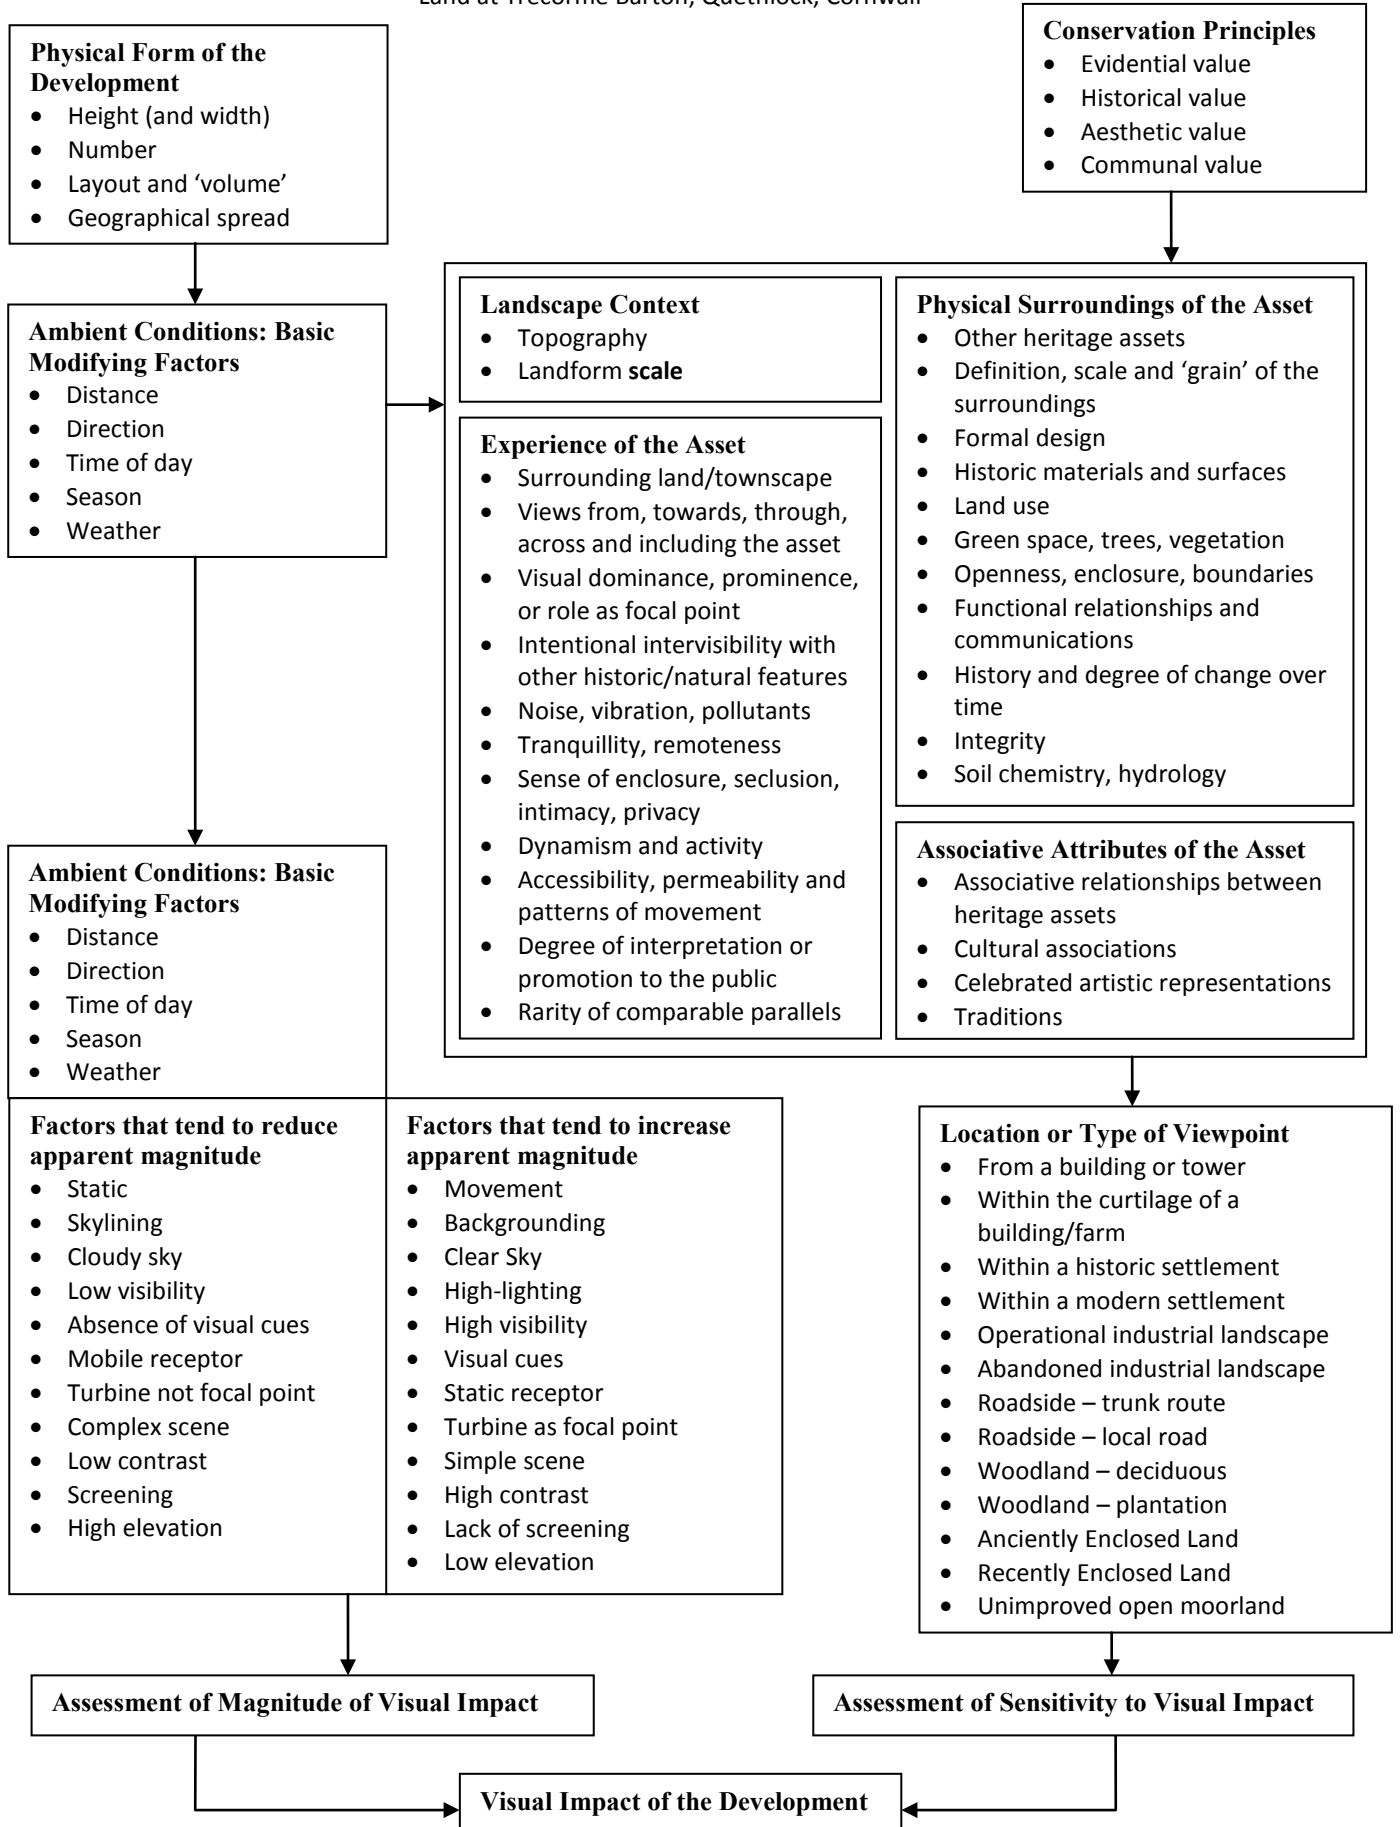 Land at Trecorme Barton, Quethiock, Cornwall
Physical Form of the
Development
• Height (and width)
• Number
• Layout and ‘volume’
• Geographical spread
Conservation Principles
• Evidential value
• Historical value
• Aesthetic value
• Communal value
Ambient Conditions: Basic
Modifying Factors
• Distance
• Direction
• Time of day
• Season
• Weather
Landscape Context
• Topography
• Landform scale
Experience of the Asset
• Surrounding land/townscape
• Views from, towards, through,
across and including the asset
• Visual dominance, prominence,
or role as focal point
• Intentional intervisibility with
other historic/natural features
• Noise, vibration, pollutants
• Tranquillity, remoteness
• Sense of enclosure, seclusion,
intimacy, privacy
• Dynamism and activity
• Accessibility, permeability and
patterns of movement
• Degree of interpretation or
promotion to the public
• Rarity of comparable parallels
Physical Surroundings of the Asset
• Other heritage assets
• Definition, scale and ‘grain’ of the
surroundings
• Formal design
• Historic materials and surfaces
• Land use
• Green space, trees, vegetation
• Openness, enclosure, boundaries
• Functional relationships and
communications
• History and degree of change over
time
• Integrity
• Soil chemistry, hydrology
Associative Attributes of the Asset
• Associative relationships between
heritage assets
• Cultural associations
• Celebrated artistic representations
• Traditions
Ambient Conditions: Basic
Modifying Factors
• Distance
• Direction
• Time of day
• Season
• Weather
Factors that tend to reduce
apparent magnitude
• Static
• Skylining
• Cloudy sky
• Low visibility
• Absence of visual cues
• Mobile receptor
• Turbine not focal point
• Complex scene
• Low contrast
• Screening
• High elevation
Factors that tend to increase
apparent magnitude
• Movement
• Backgrounding
• Clear Sky
• High-lighting
• High visibility
• Visual cues
• Static receptor
• Turbine as focal point
• Simple scene
• High contrast
• Lack of screening
• Low elevation
Location or Type of Viewpoint
• From a building or tower
• Within the curtilage of a
building/farm
• Within a historic settlement
• Within a modern settlement
• Operational industrial landscape
• Abandoned industrial landscape
• Roadside – trunk route
• Roadside – local road
• Woodland – deciduous
• Woodland – plantation
• Anciently Enclosed Land
• Recently Enclosed Land
• Unimproved open moorland
Assessment of Magnitude of Visual Impact
Assessment of Sensitivity to Visual Impact
Visual Impact of the Development